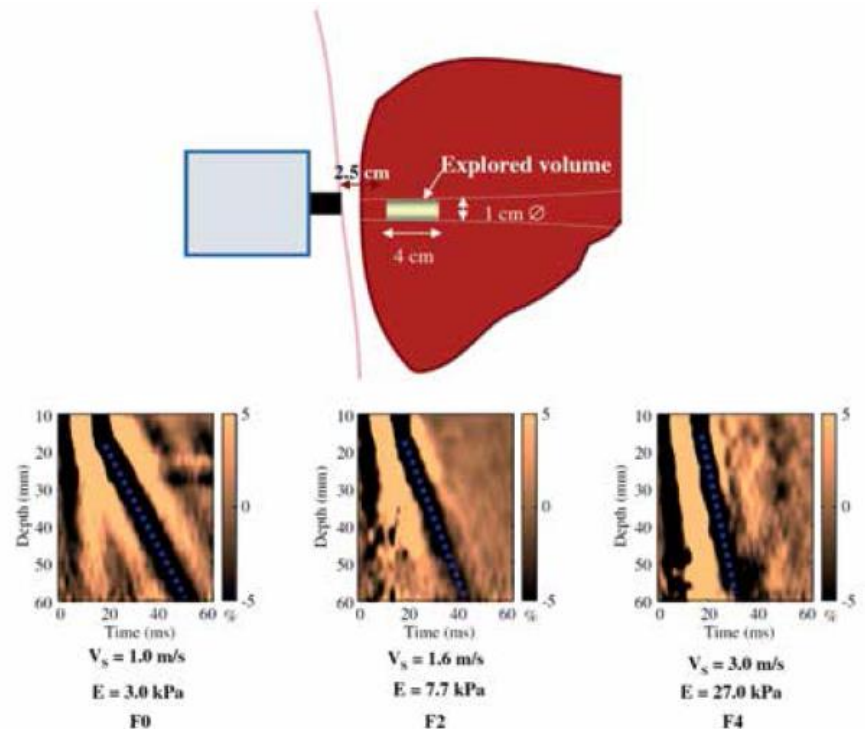 2.5 cm
Explored volume
1 cm ∅
4 cm
10
20
30
40
50
60
Depth (mm)
0 20 40 60
Time (ms)
5
0
-5
%
V_S = 1.0 m/s
E = 3.0 kPa
F0
10
20
30
40
50
60
Depth (mm)
0 20 40 60
Time (ms)
5
0
-5
%
V_S = 1.6 m/s
E = 7.7 kPa
F2
10
20
30
40
50
60
Depth (mm)
0 20 40 60
Time (ms)
5
0
-5
%
V_S = 3.0 m/s
E = 27.0 kPa
F4